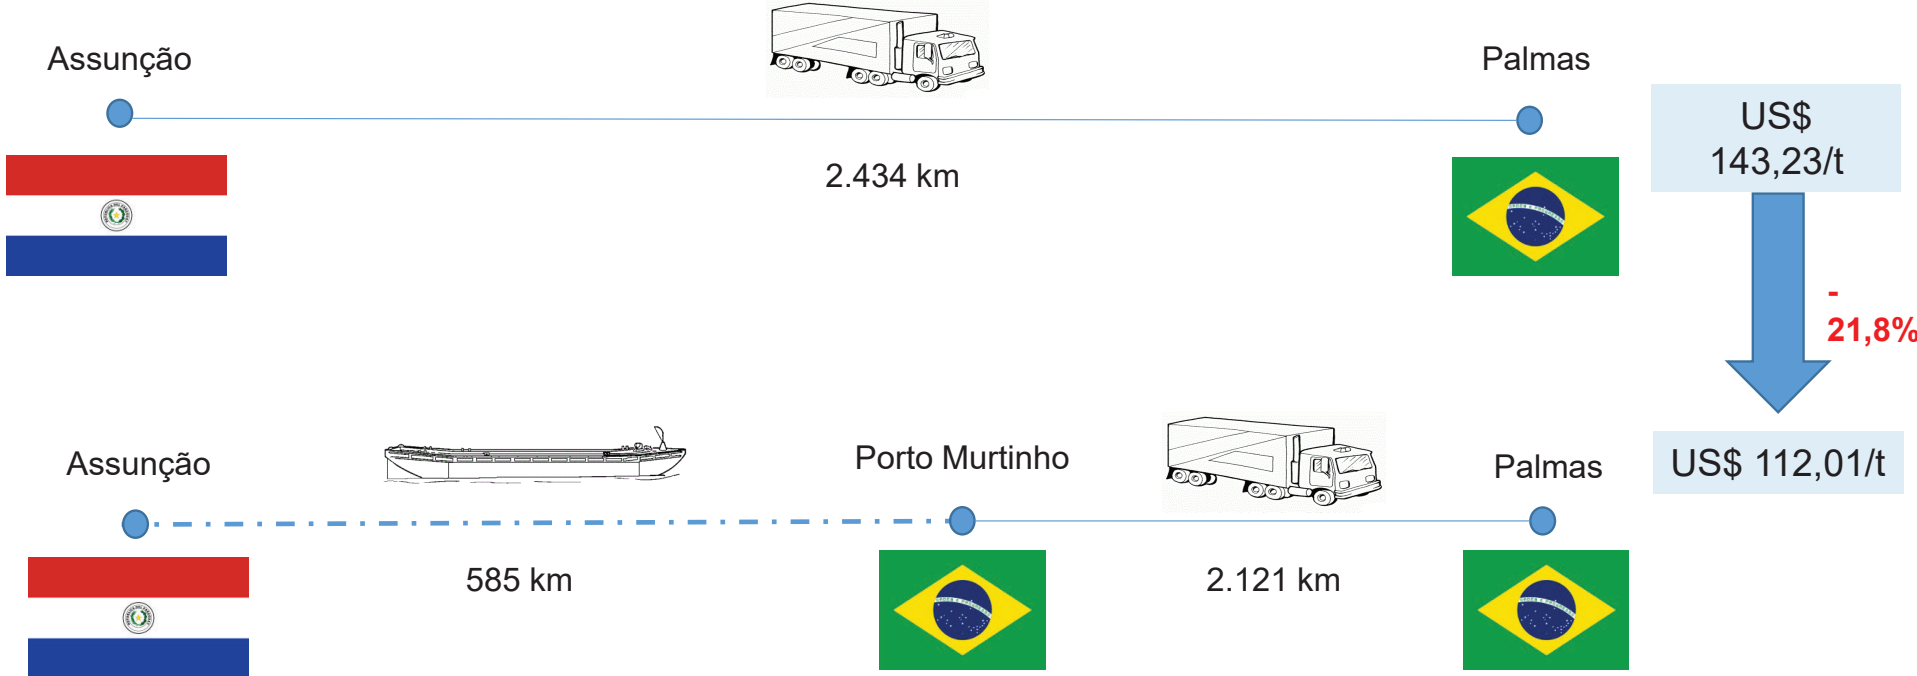 Assunção
Palmas
US$
143,23/t
2.434 km
-
21,8%
Assunção
Porto Murtinho
Palmas
US$ 112,01/t
585 km
2.121 km